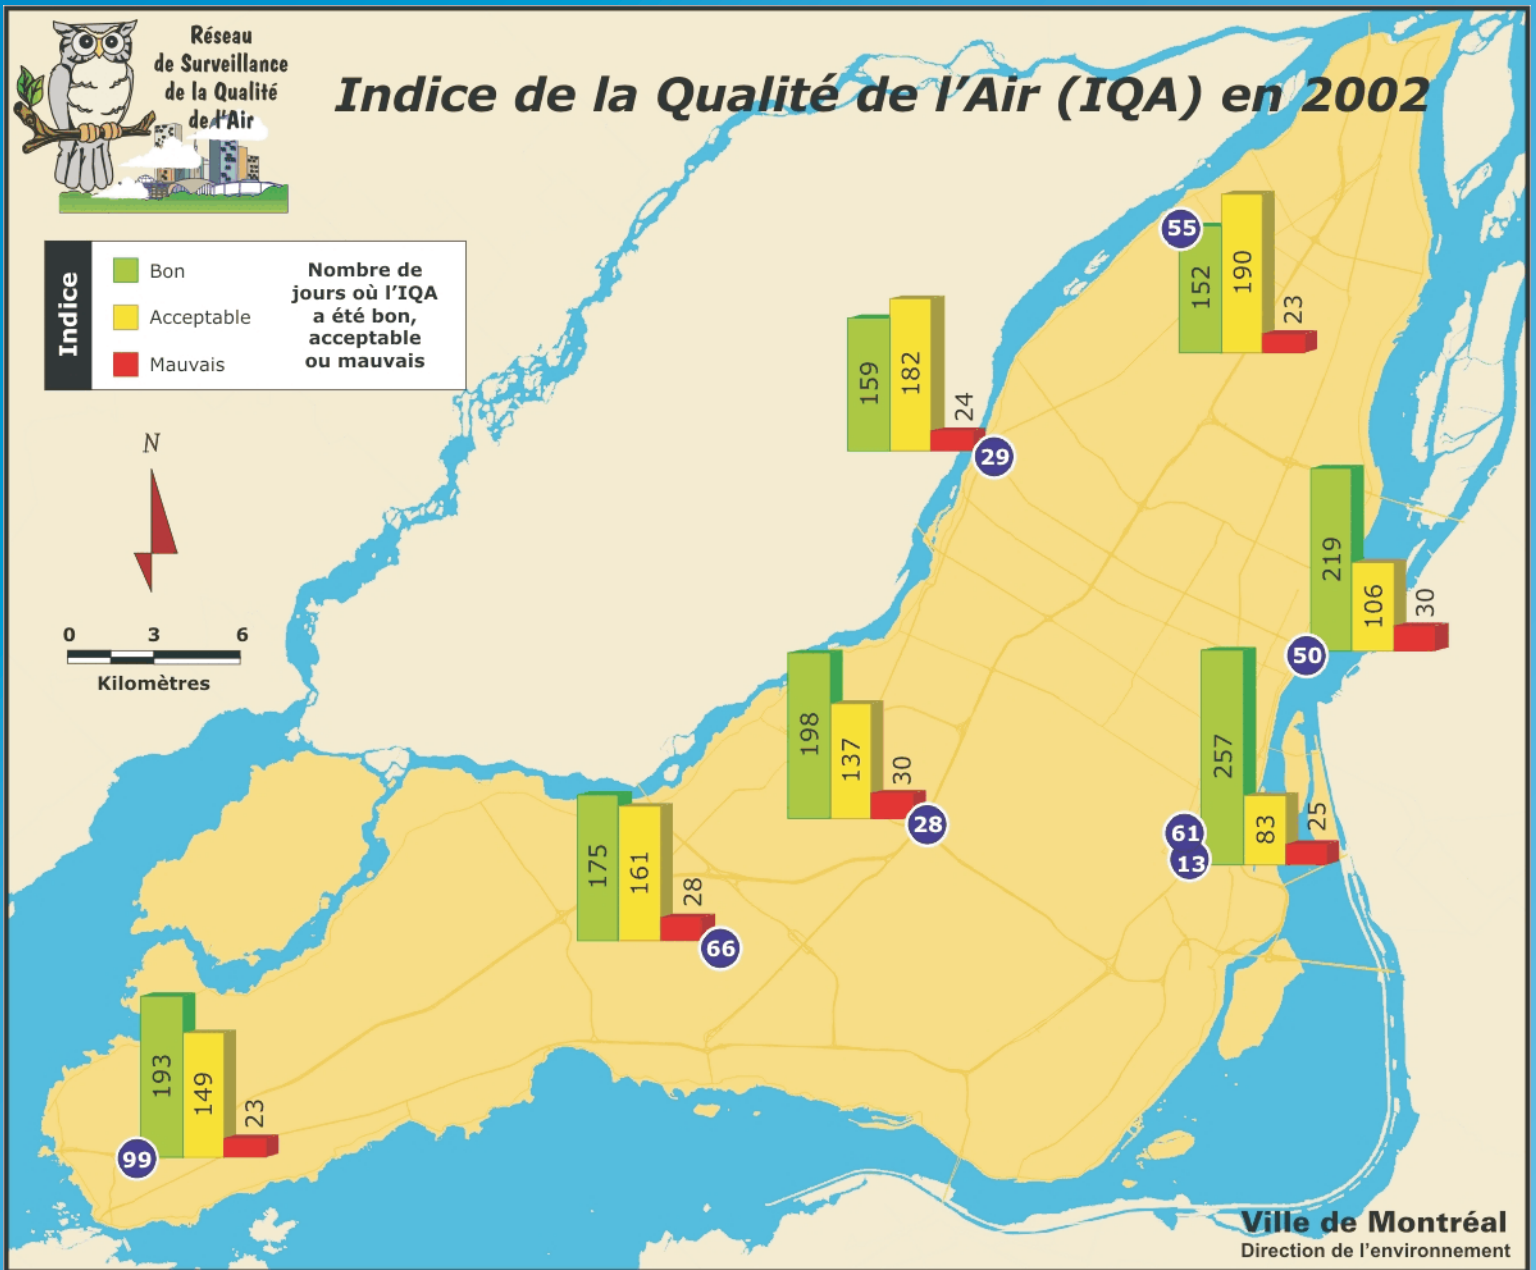 Réseau
de Surveillance
de la Qualité
de l'Air
Indice de la Qualité de l'Air (IQA) en 2002
Indice
Bon
Acceptable
Mauvais
Nombre de
jours où l'IQA
a été bon,
acceptable
ou mauvais
N
0 3 6
Kilomètres
55
152
190
23
159
182
24
29
219
106
30
50
198
137
30
28
257
83
25
61
13
175
161
28
66
193
149
23
99
Ville de Montréal
Direction de l'environnement